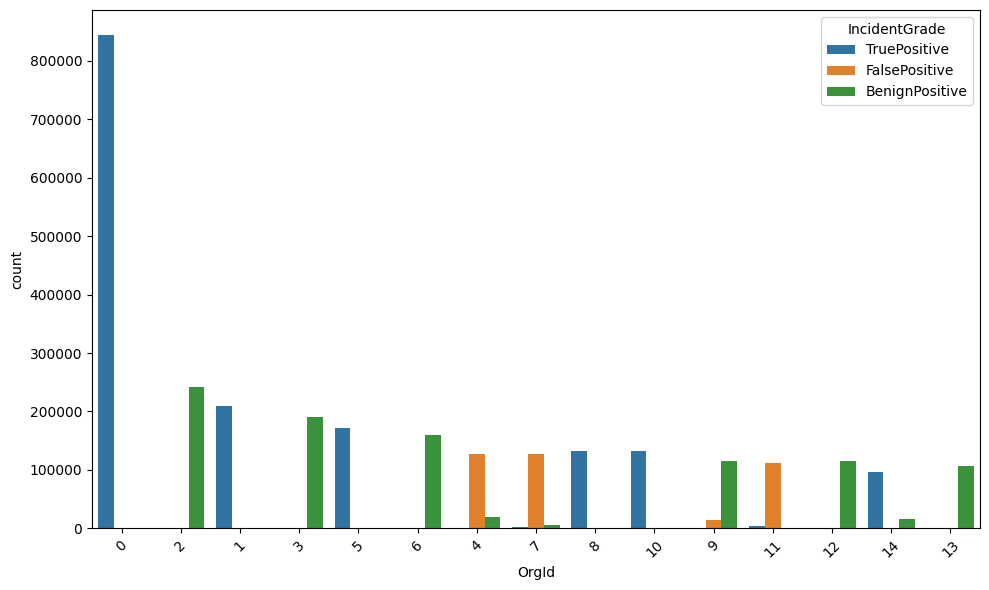 IncidentGrade
TruePositive
FalsePositive
BenignPositive
800000
700000
600000
500000
400000
300000
200000
100000
0
count
0 2 1 3 5 6 4 7 8 10 9 11 12 14 13
OrgId